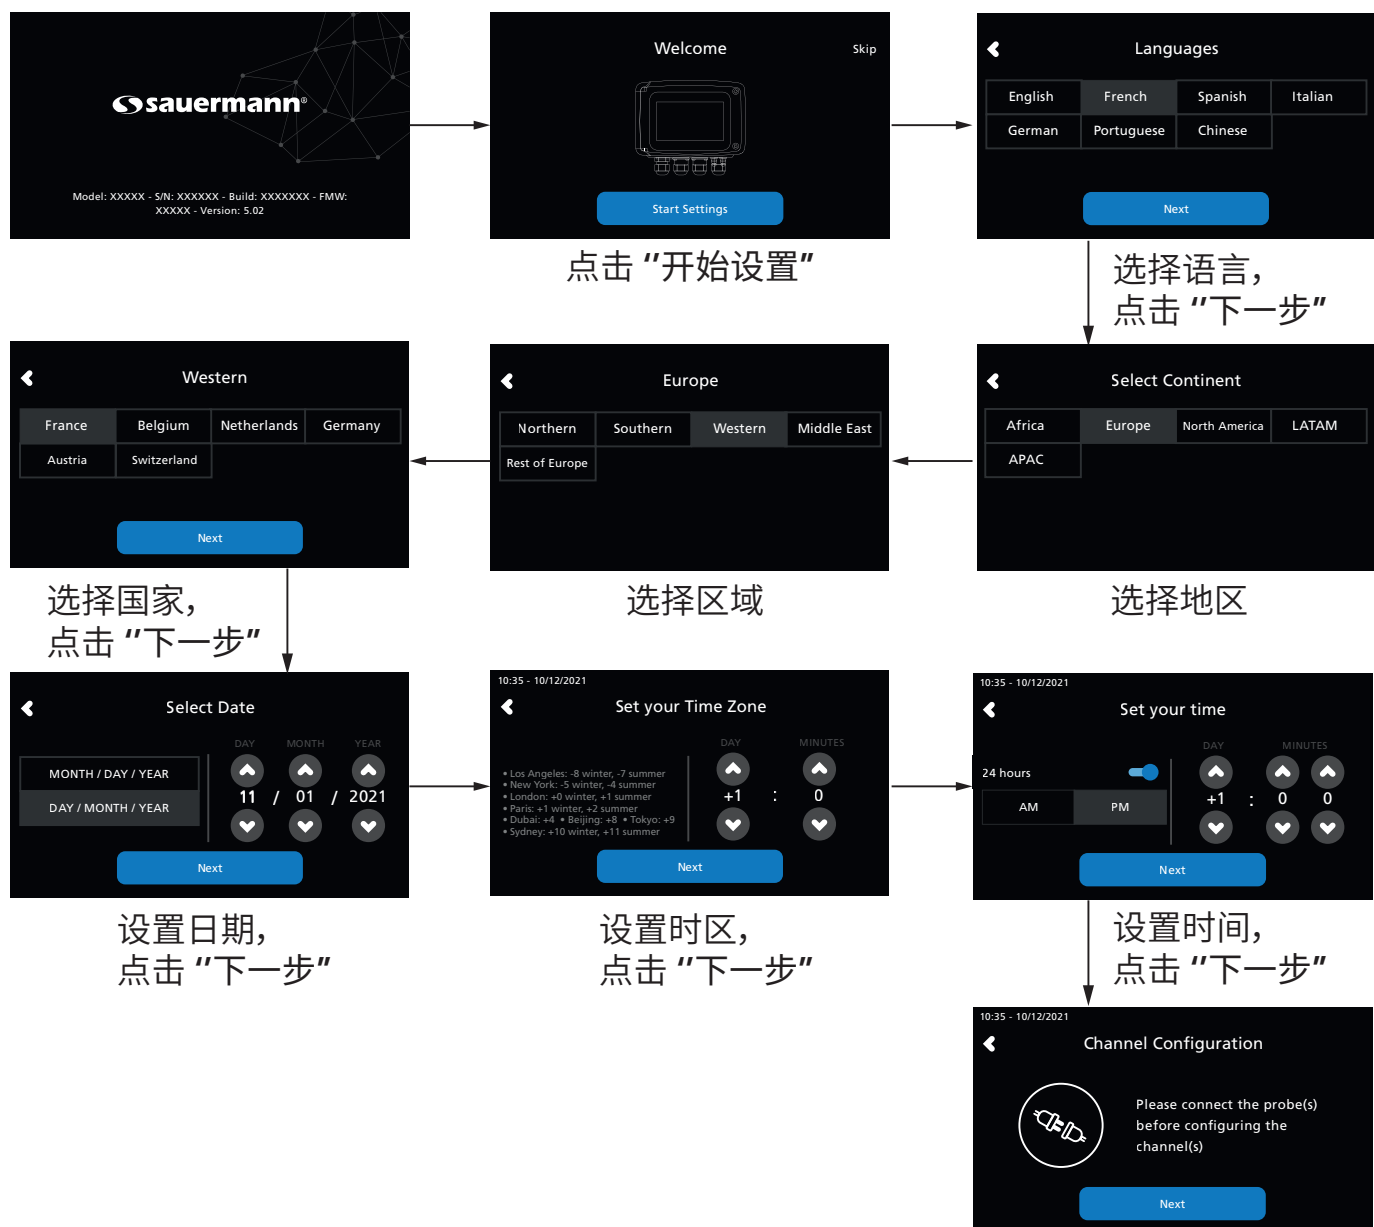 sauermann®
Model: XXXXX - S/N: XXXXXX - Build: XXXXXXX - FMW:
XXXXX - Version: 5.02
Welcome
Skip
Start Settings
点击 "开始设置"
Languages
English French Spanish Italian
German Portuguese Chinese
Next
选择语言，
点击 "下一步"
Select Continent
Africa Europe North America LATAM
APAC
选择地区
Europe
Northern Southern Western Middle East
Rest of Europe
选择区域
Western
France Belgium Netherlands Germany
Austria Switzerland
Next
选择国家，
点击 "下一步"
Select Date
MONTH / DAY / YEAR
DAY / MONTH / YEAR
DAY MONTH YEAR
11 / 01 / 2021
Next
设置日期，
点击 "下一步"
10:35 - 10/12/2021
Set your Time Zone
• Los Angeles: -8 winter, -7 summer
• New York: -5 winter, -4 summer
• London: +0 winter, +1 summer
• Paris: +1 winter, +2 summer
• Dubai: +4 • Beijing: +8 • Tokyo: +9
• Sydney: +10 winter, +11 summer
DAY MINUTES
+1 : 0
Next
设置时区，
点击 "下一步"
10:35 - 10/12/2021
Set your time
24 hours
AM PM
DAY MINUTES
+1 : 0 0
Next
设置时间，
点击 "下一步"
10:35 - 10/12/2021
Channel Configuration
Please connect the probe(s)
before configuring the
channel(s)
Next